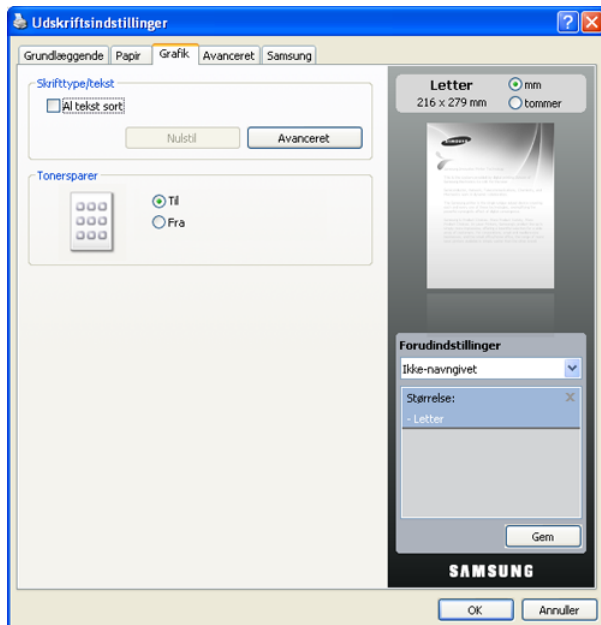 Udskriftsindstillinger
Grundlæggende Papir Grafik Avanceret Samsung
Skrifttype/tekst
Al tekst sort
Nulstil Avanceret
Tonersparer
Til
Fra
Letter
216 x 279 mm
mm
tommer
SAMSUNG
Forudindstillinger
Ikke-navngivet
Størrelse:
- Letter
Gem
SAMSUNG
OK Annuller